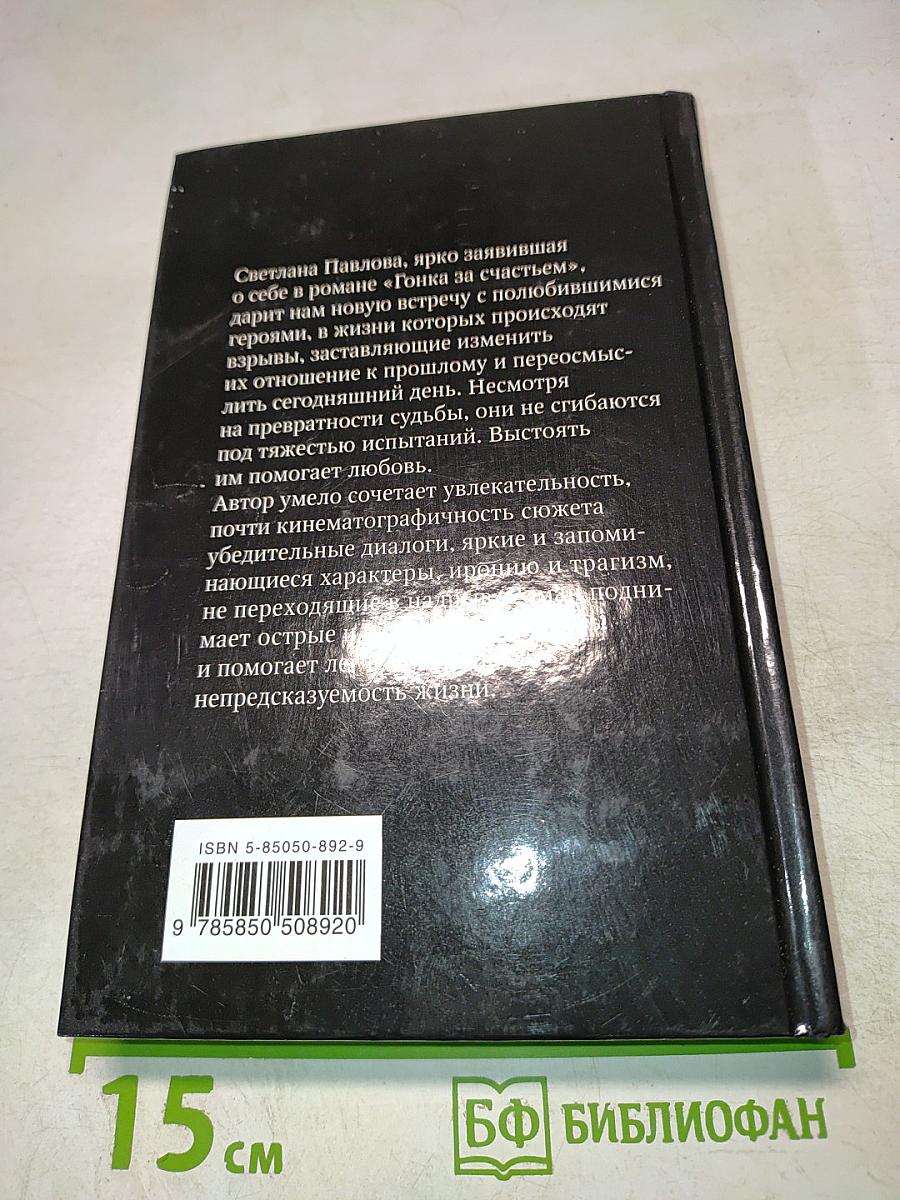 Светлана Павлова, ярко заявившая
о себе в романе «Гонка за счастьем»,
дарит нам новую встречу с полюбившимися
героями, в жизни которых происходят
взрывы, заставляющие изменить
их отношение к прошлому и переосмыс-
лить сегодняшний день. Несмотря
на превратности судьбы, они не сгибаются
под тяжестью испытаний. Выстоять
им помогает любовь.
Автор умело сочетает увлекательность,
почти кинематографичность сюжета
убедительные диалоги, яркие и запоми-
нающиеся характеры, иронию и трагизм,
не переходящие в подни-
мает острые
и помогает
непредсказуемость жизни.
ISBN 5-85050-892-9
9 785850 508920
15 см
БФ БИБЛИОФАН